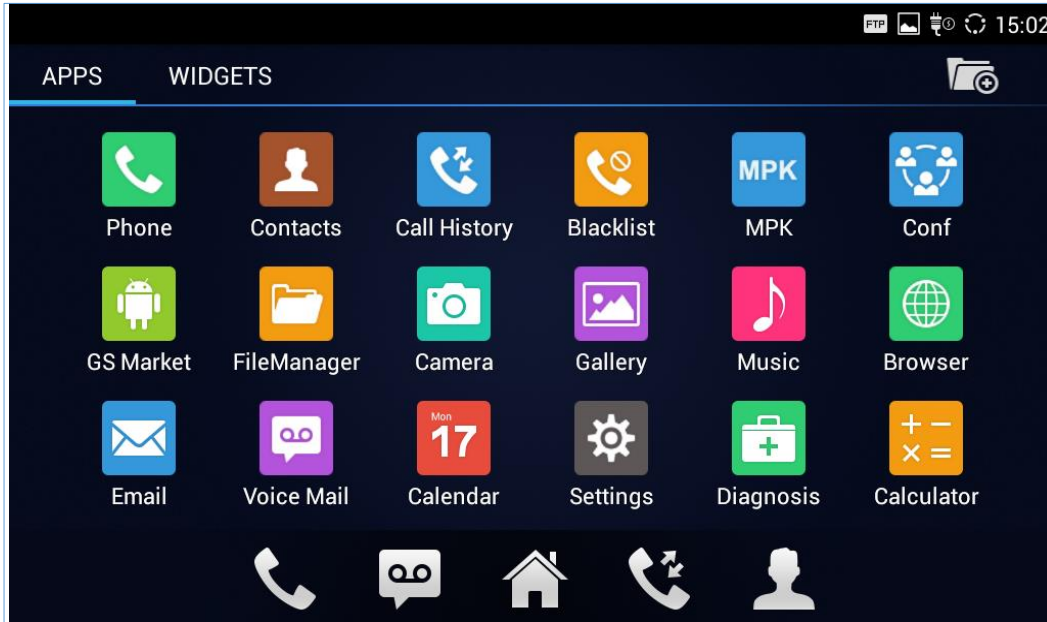 FTP 15:02
APPS WIDGETS
MPK
Phone Contacts Call History Blacklist MPK Conf
GS Market FileManager Camera Gallery Music Browser
Mon
17
Email Voice Mail Calendar Settings Diagnosis Calculator